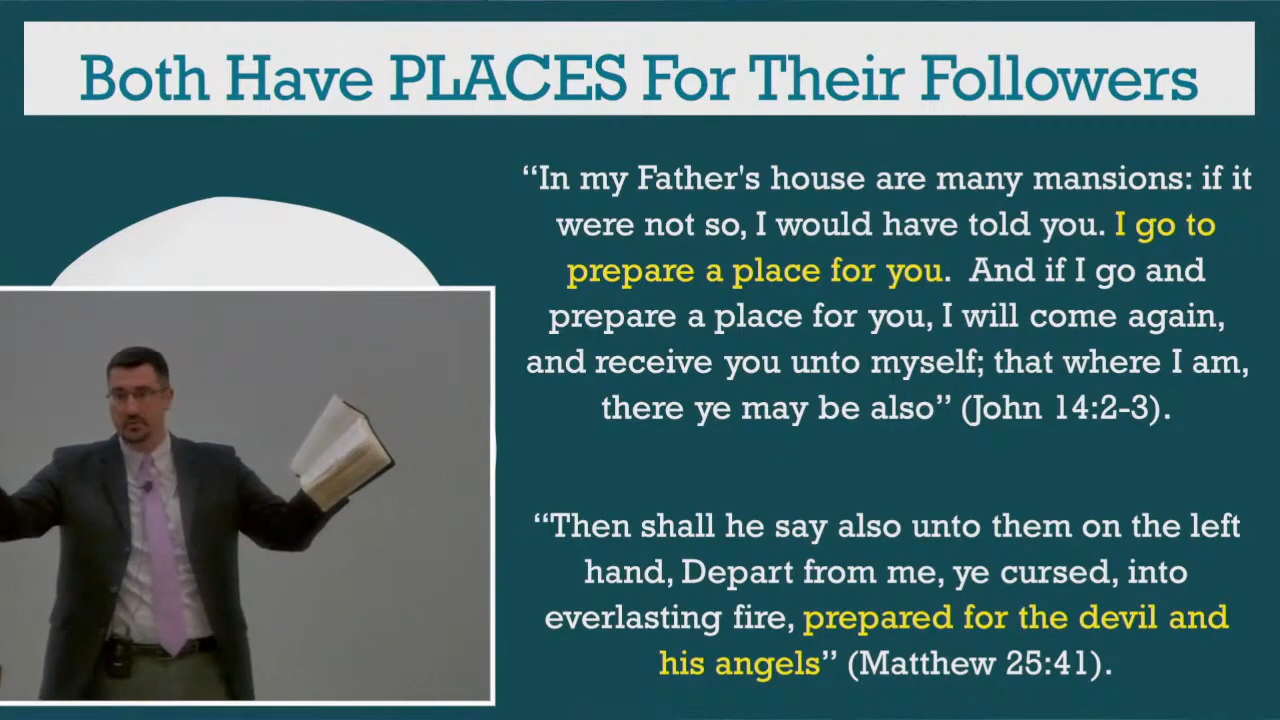 Both Have PLACES For Their Followers
“In my Father's house are many mansions: if it
were not so, I would have told you. I go to
prepare a place for you.  And if I go and
prepare a place for you, I will come again,
and receive you unto myself; that where I am,
there ye may be also” (John 14:2-3).
“Then shall he say also unto them on the left
hand, Depart from me, ye cursed, into
everlasting fire, prepared for the devil and
his angels” (Matthew 25:41).